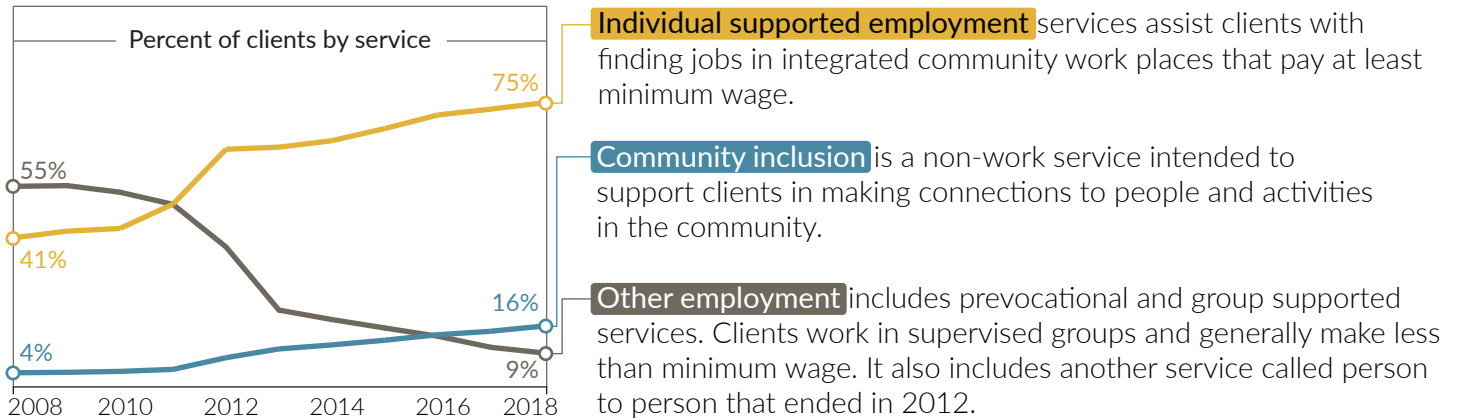 Percent of clients by service
75%
55%
41%
16%
4%
9%
2008 2010 2012 2014 2016 2018
Individual supported employment services assist clients with
finding jobs in integrated community work places that pay at least
minimum wage.
Community inclusion is a non-work service intended to
support clients in making connections to people and activities
in the community.
Other employment includes prevocational and group supported
services. Clients work in supervised groups and generally make less
than minimum wage. It also includes another service called person
to person that ended in 2012.